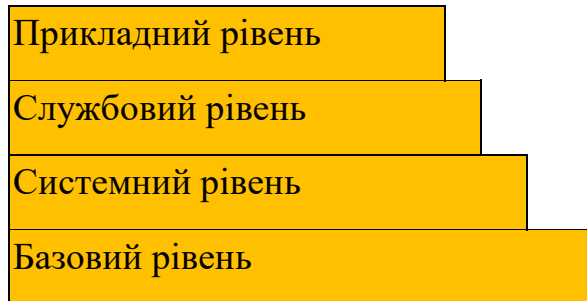 Прикладний рівень
Службовий рівень
Системний рівень
Базовий рівень